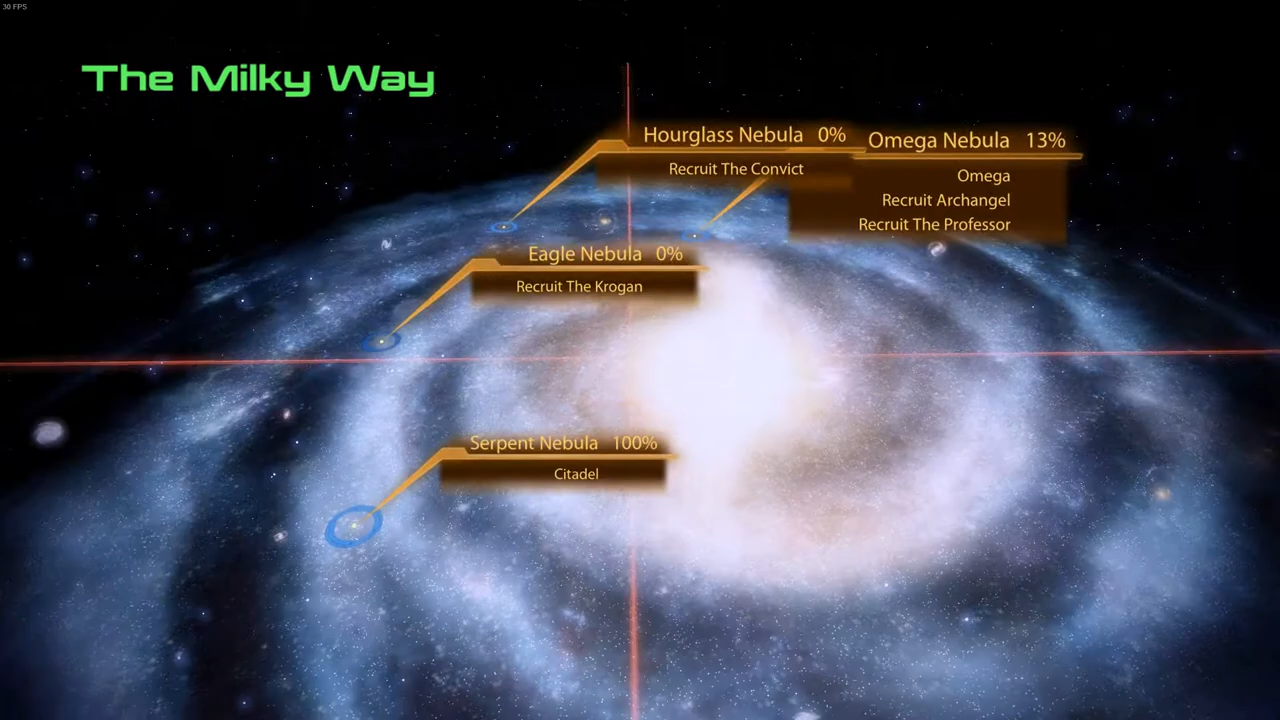 30 FPS
The Milky Way
Hourglass Nebula 0%
Recruit The Convict
Omega Nebula 13%
Omega
Recruit Archangel
Recruit The Professor
Eagle Nebula 0%
Recruit The Krogan
Serpent Nebula 100%
Citadel